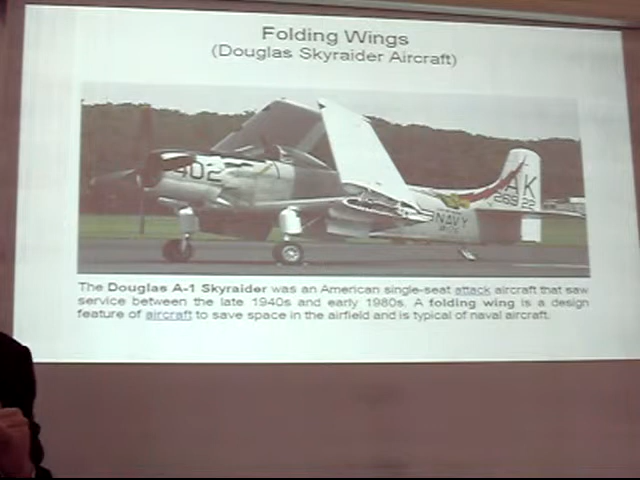 Folding Wings
(Douglas Skyraider Aircraft)
402
AK
NAVY
The Douglas A-1 Skyraider was an American single-seat attack aircraft that saw
service between the late 1940s and early 1980s. A folding wing is a design
feature of aircraft to save space in the airfield and is typical of naval aircraft.